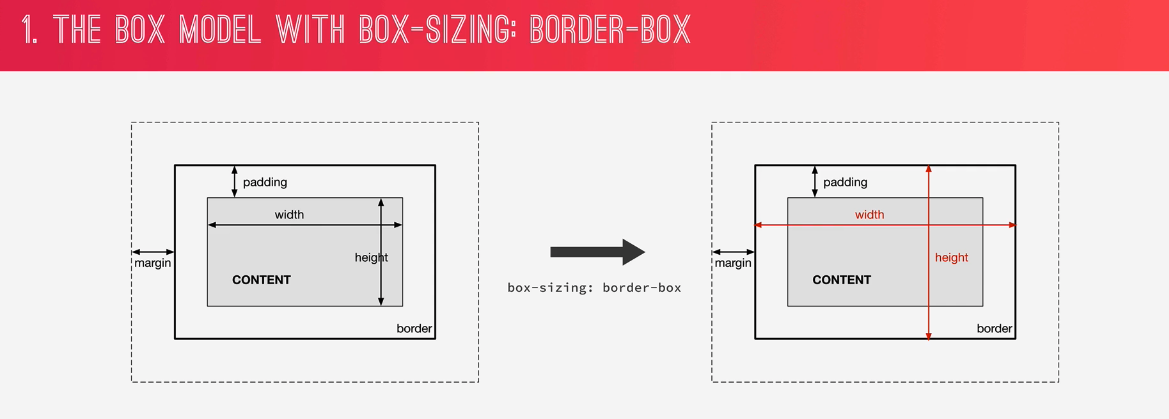 1. THE BOX MODEL WITH BOX-SIZING: BORDER-BOX
padding
width
height
margin
CONTENT
border
box-sizing: border-box
padding
width
height
margin
CONTENT
border